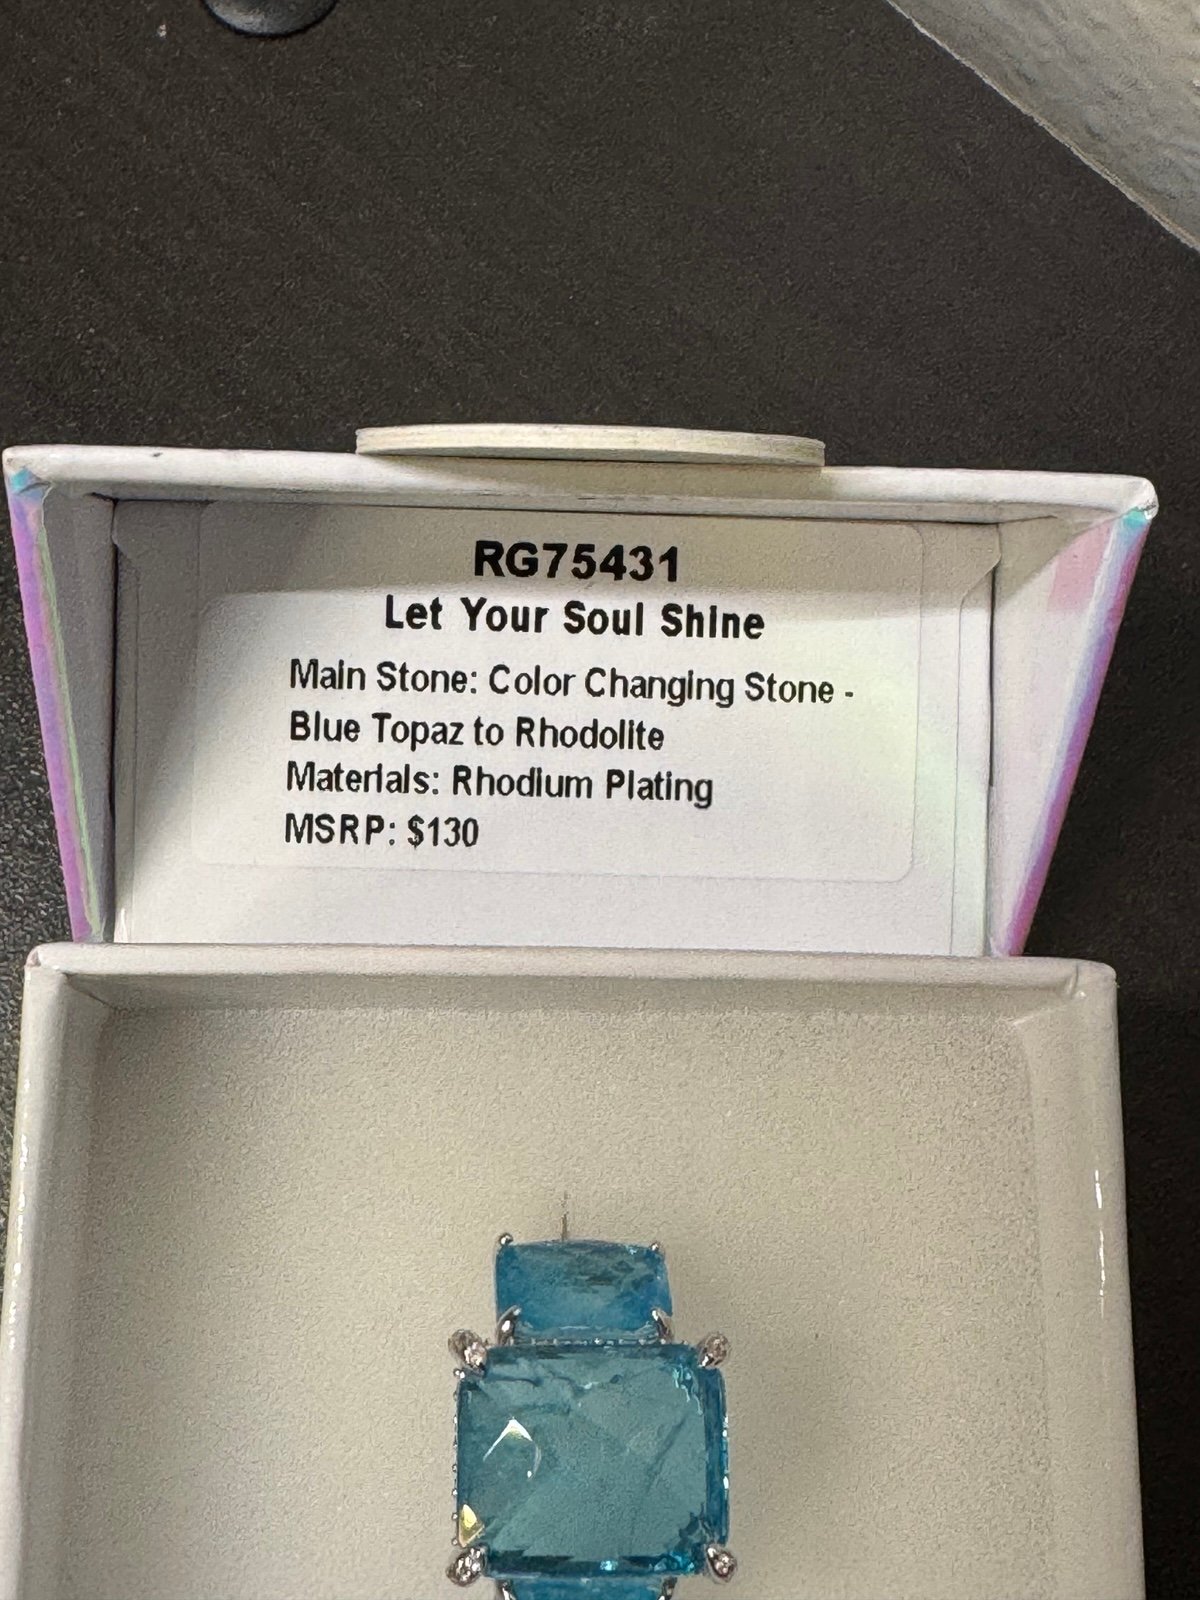 RG75431
Let Your Soul Shine
Main Stone: Color Changing Stone -
Blue Topaz to Rhodolite
Materials: Rhodium Plating
MSRP: $130